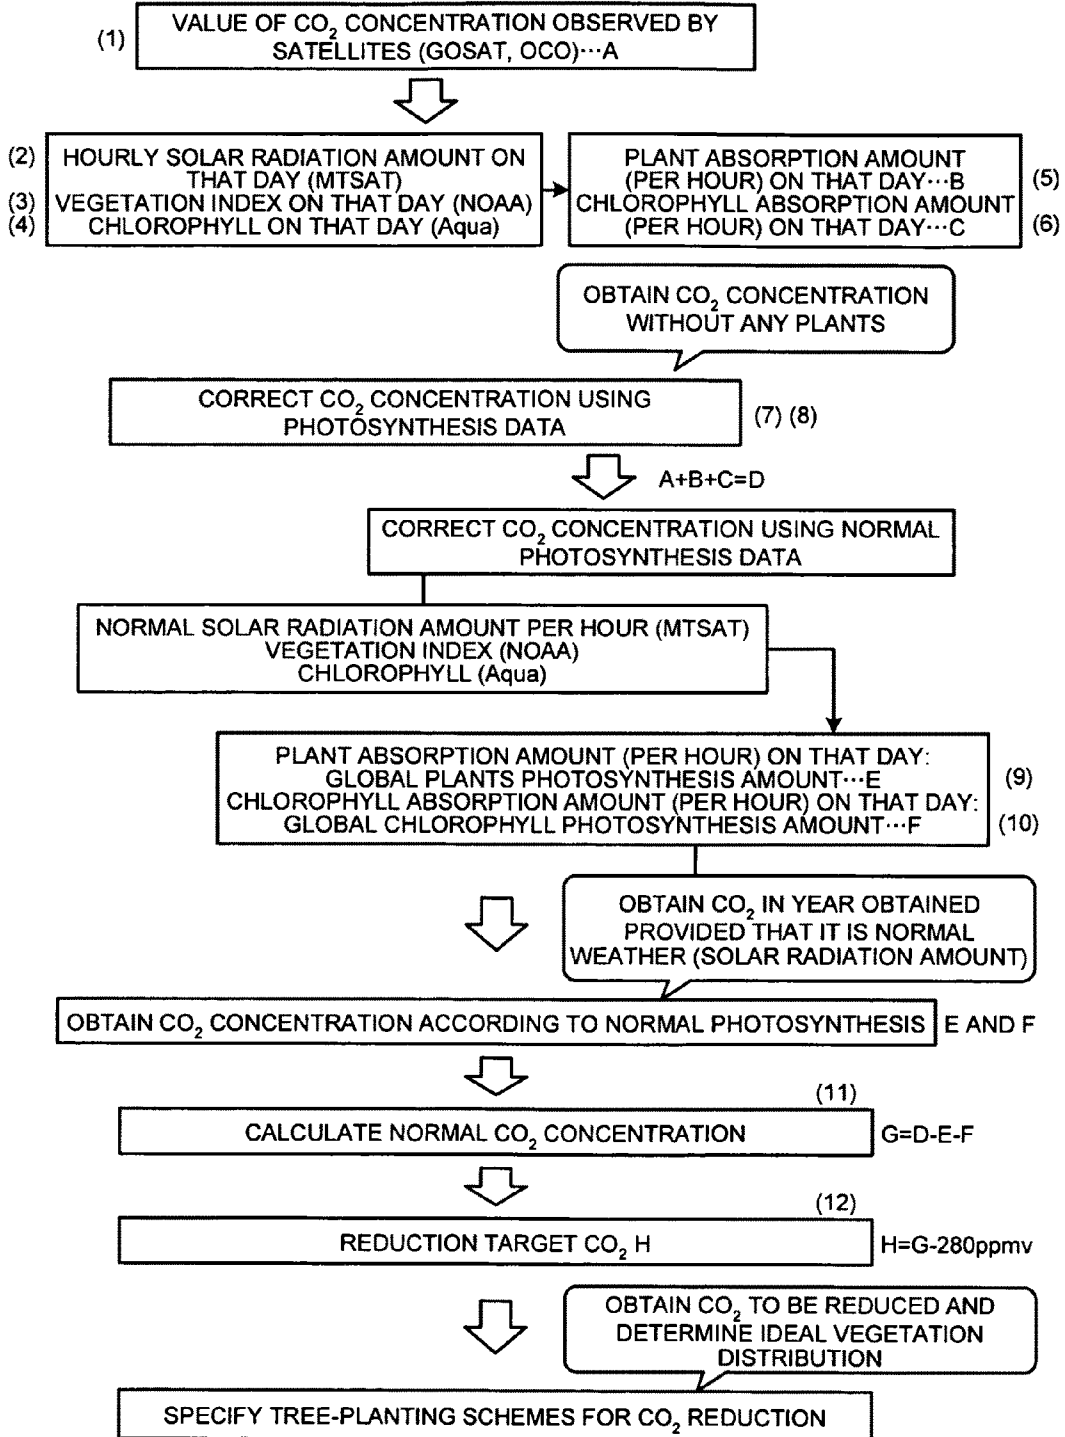 (1)
VALUE OF CO₂ CONCENTRATION OBSERVED BY
SATELLITES (GOSAT, OCO)···A
(2)
HOURLY SOLAR RADIATION AMOUNT ON
THAT DAY (MTSAT)
(3)
VEGETATION INDEX ON THAT DAY (NOAA)
(4)
CHLOROPHYLL ON THAT DAY (Aqua)
PLANT ABSORPTION AMOUNT
(PER HOUR) ON THAT DAY···B
(5)
CHLOROPHYLL ABSORPTION AMOUNT
(PER HOUR) ON THAT DAY···C
(6)
OBTAIN CO₂ CONCENTRATION
WITHOUT ANY PLANTS
CORRECT CO₂ CONCENTRATION USING
PHOTOSYNTHESIS DATA
(7) (8)
A+B+C=D
CORRECT CO₂ CONCENTRATION USING NORMAL
PHOTOSYNTHESIS DATA
NORMAL SOLAR RADIATION AMOUNT PER HOUR (MTSAT)
VEGETATION INDEX (NOAA)
CHLOROPHYLL (Aqua)
PLANT ABSORPTION AMOUNT (PER HOUR) ON THAT DAY:
GLOBAL PLANTS PHOTOSYNTHESIS AMOUNT···E
(9)
CHLOROPHYLL ABSORPTION AMOUNT (PER HOUR) ON THAT DAY:
GLOBAL CHLOROPHYLL PHOTOSYNTHESIS AMOUNT···F
(10)
OBTAIN CO₂ IN YEAR OBTAINED
PROVIDED THAT IT IS NORMAL
WEATHER (SOLAR RADIATION AMOUNT)
OBTAIN CO₂ CONCENTRATION ACCORDING TO NORMAL PHOTOSYNTHESIS
E AND F
(11)
CALCULATE NORMAL CO₂ CONCENTRATION
G=D-E-F
(12)
REDUCTION TARGET CO₂ H
H=G-280ppmv
OBTAIN CO₂ TO BE REDUCED AND
DETERMINE IDEAL VEGETATION
DISTRIBUTION
SPECIFY TREE-PLANTING SCHEMES FOR CO₂ REDUCTION